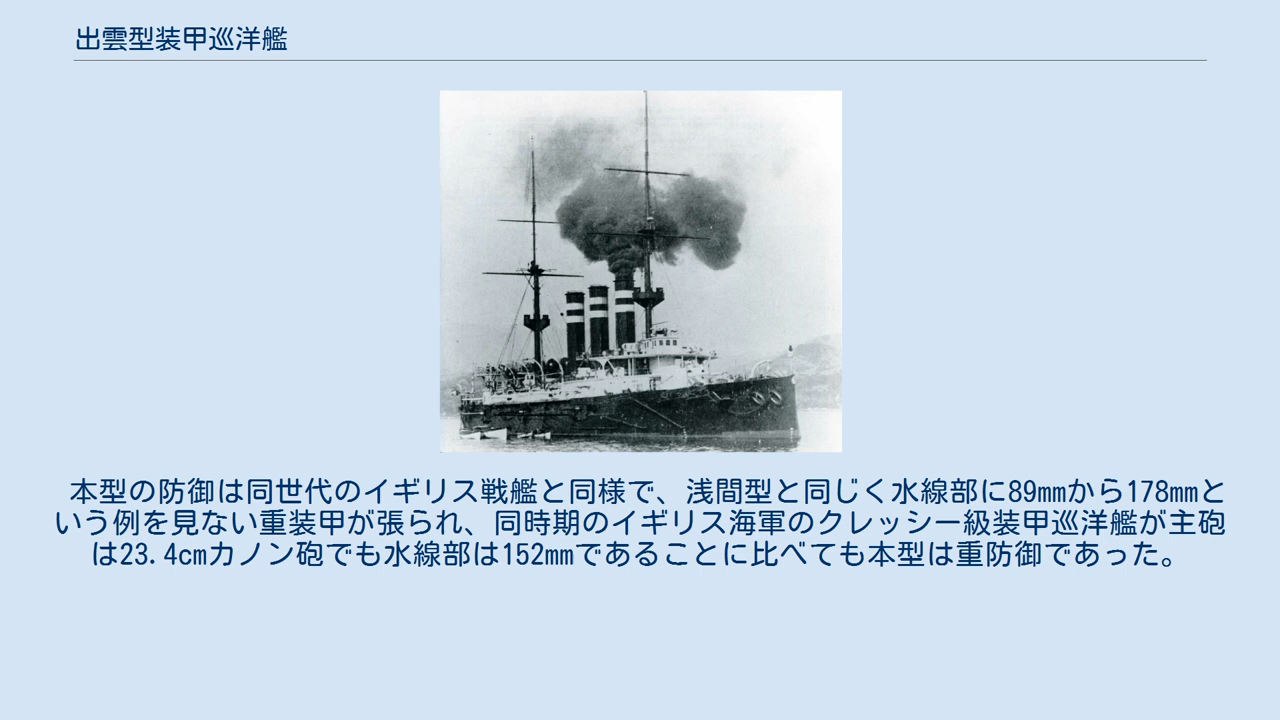 出雲型装甲巡洋艦
本型の防御は同世代のイギリス戦艦と同様で、浅間型と同じく水線部に89mmから178mmと
いう例を見ない重装甲が張られ、同時期のイギリス海軍のクレッシー級装甲巡洋艦が主砲
は23.4cmカノン砲でも水線部は152mmであることに比べても本型は重防御であった。